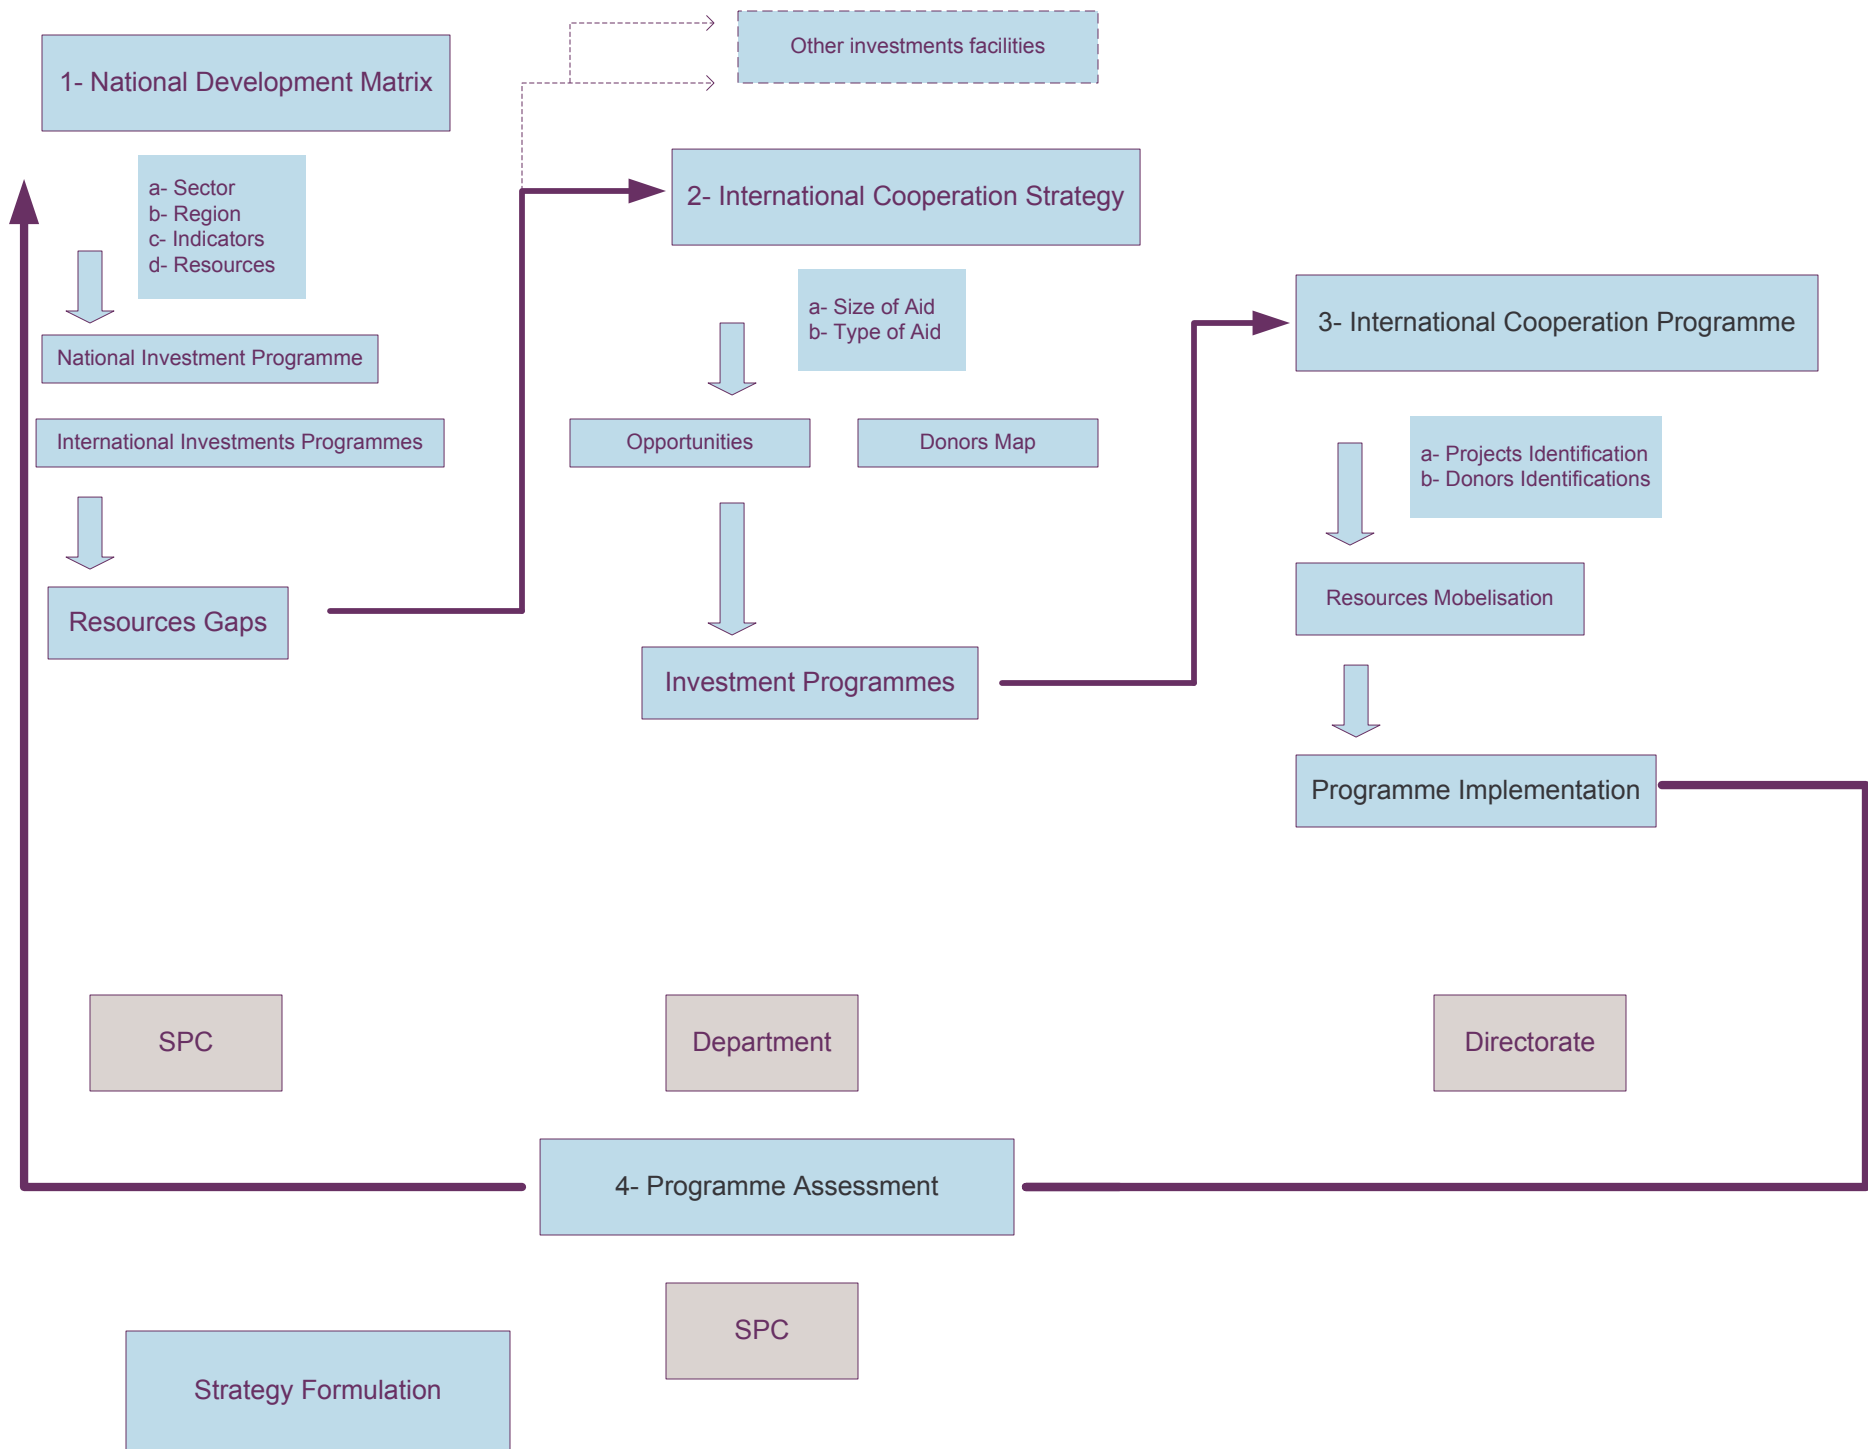 Other investments facilities
1- National Development Matrix
a- Sector
b- Region
c- Indicators
d- Resources
National Investment Programme
International Investments Programmes
Resources Gaps
2- International Cooperation Strategy
a- Size of Aid
b- Type of Aid
Opportunities
Donors Map
Investment Programmes
3- International Cooperation Programme
a- Projects Identification
b- Donors Identifications
Resources Mobelisation
Programme Implementation
SPC
Department
Directorate
4- Programme Assessment
SPC
Strategy Formulation